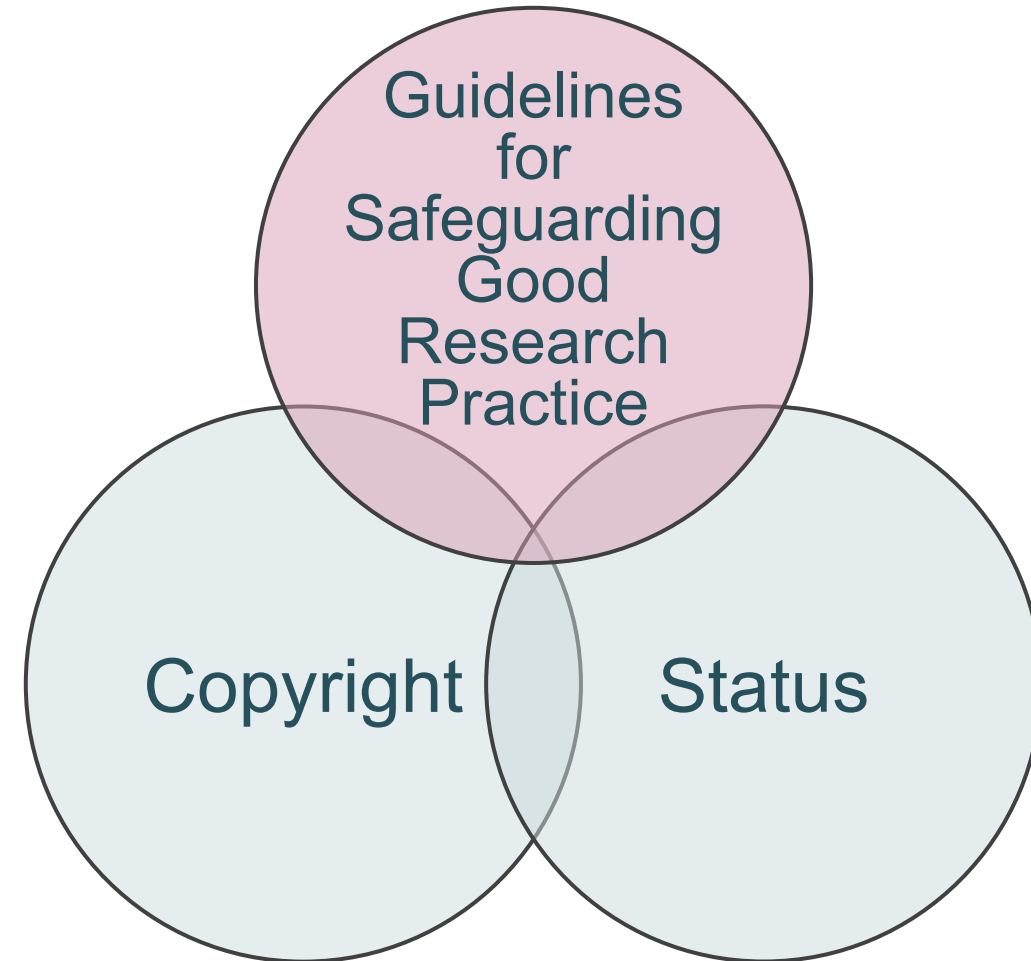 Guidelines
for
Safeguarding
Good
Research
Practice
Copyright
Status